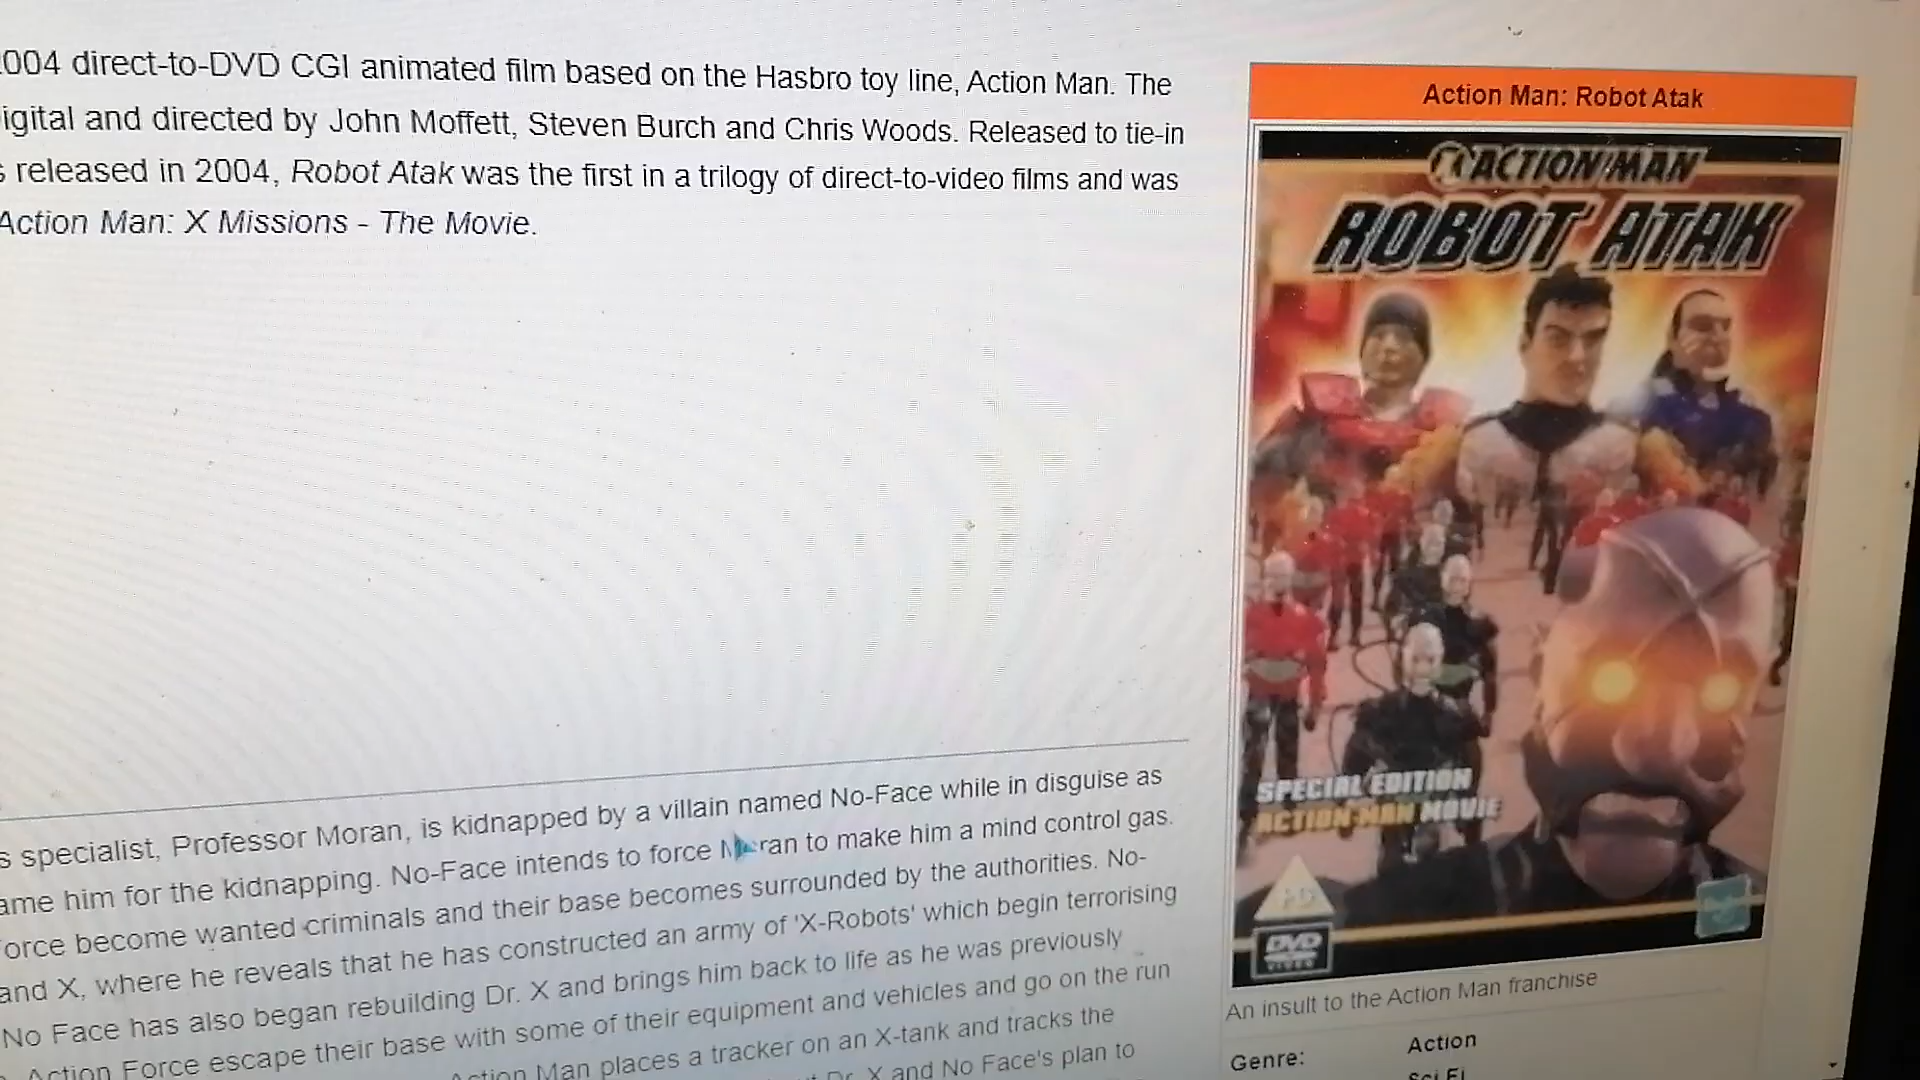 004 direct-to-DVD CGI animated film based on the Hasbro toy line, Action Man. The
igital and directed by John Moffett, Steven Burch and Chris Woods. Released to tie-in
s released in 2004, Robot Atak was the first in a trilogy of direct-to-video films and was
Action Man: X Missions - The Movie.
s specialist, Professor Moran, is kidnapped by a villain named No-Face while in disguise as
ame him for the kidnapping. No-Face intends to force Moran to make him a mind control gas.
orce become wanted criminals and their base becomes surrounded by the authorities. No-
and X, where he reveals that he has constructed an army of 'X-Robots' which begin terrorising
No Face has also began rebuilding Dr. X and brings him back to life as he was previously
Action Force escape their base with some of their equipment and vehicles and go on the run
Action Man places a tracker on an X-tank and tracks the
Dr. X and No Face's plan to
Action Man: Robot Atak
ACTION MAN
ROBOT ATAK
SPECIAL EDITION
ACTION MAN MOVIE
PG
DVD
VIDEO
An insult to the Action Man franchise
Genre:
Action
Sci Fi